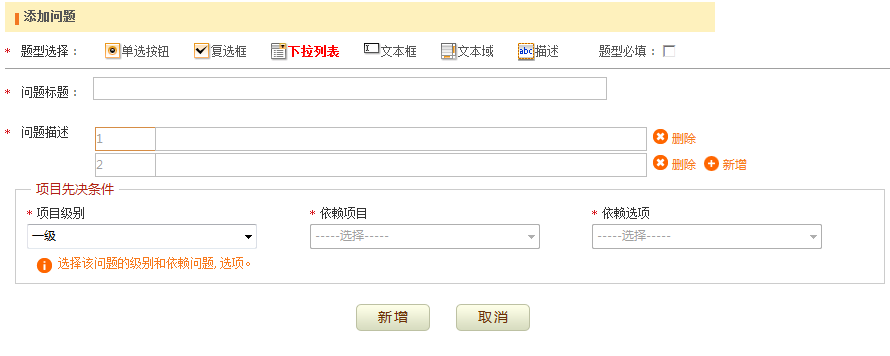 添加问题
* 题型选择： 单选按钮 复选框 下拉列表 文本框 abc 文本域 描述 题型必填：
* 问题标题：
* 问题描述
1 删除
2 删除 新增
项目先决条件
* 项目级别 * 依赖项目 * 依赖选项
一级 -----选择----- -----选择-----
选择该问题的级别和依赖问题,选项。
新增 取消